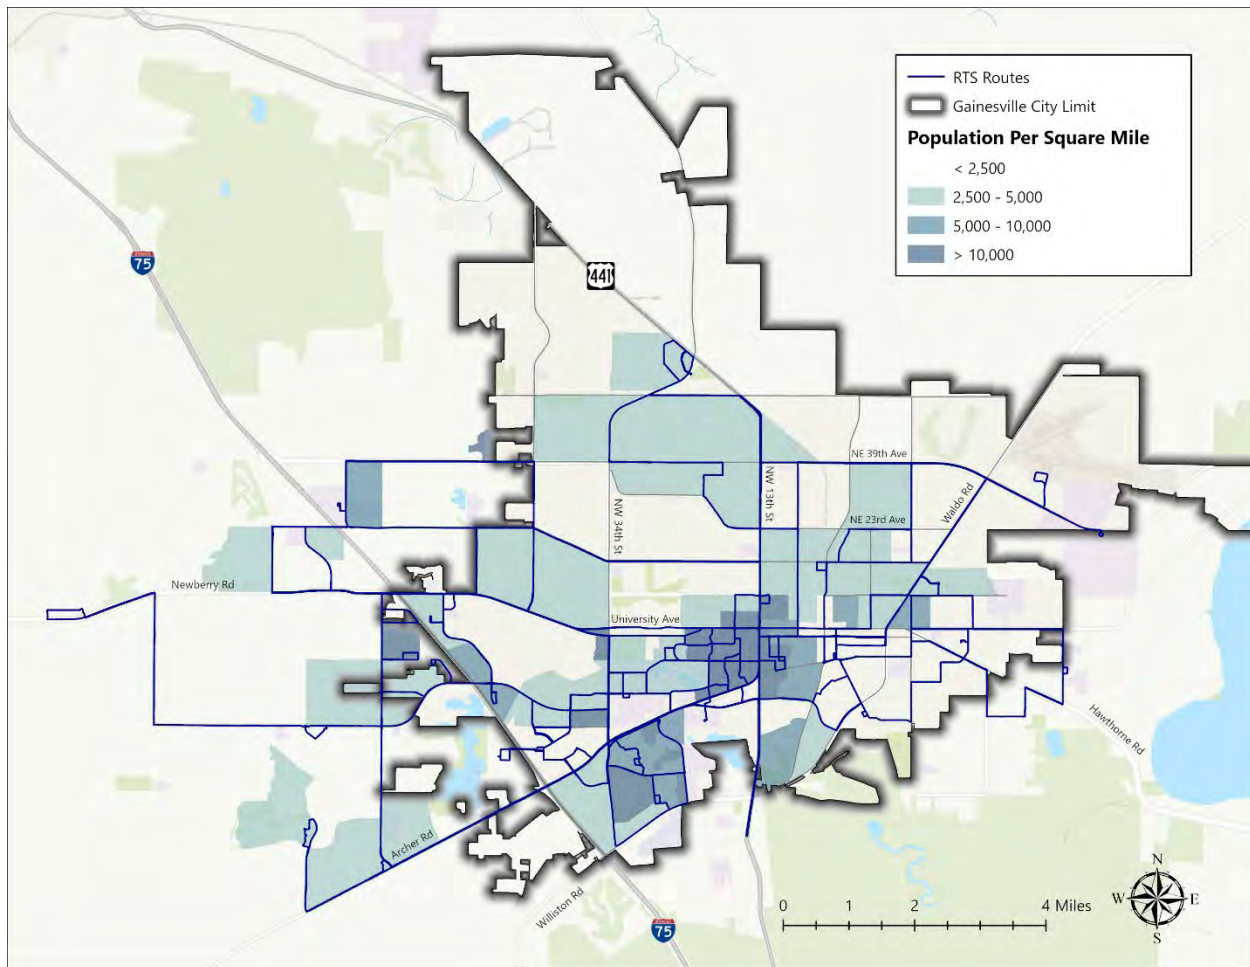 RTS Routes
Gainesville City Limit
Population Per Square Mile
< 2,500
2,500 - 5,000
5,000 - 10,000
> 10,000
INTERSTATE
75
441
NE 39th Ave
NW 13th St
NW 34th St
NE 23rd Ave
Waldo Rd
Newberry Rd
University Ave
Hawthorne Rd
Archer Rd
Williston Rd
INTERSTATE
75
0 1 2 4 Miles
N
W E
S